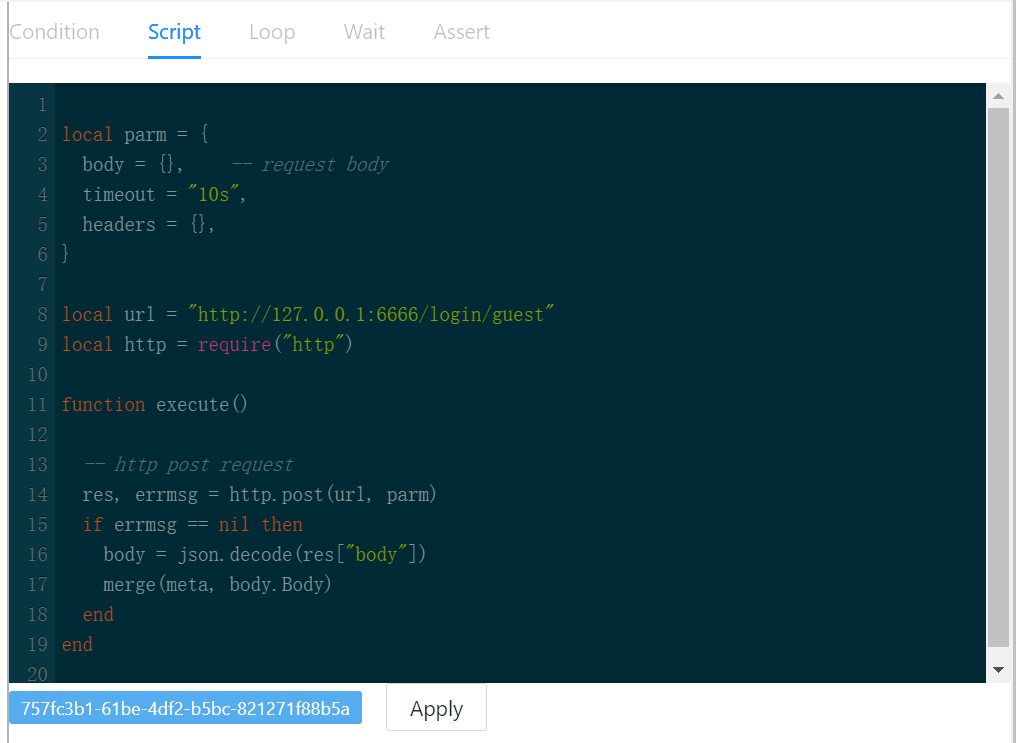 Condition Script Loop Wait Assert
1
2 local parm = {
3   body = {},    -- request body
4   timeout = "10s",
5   headers = {},
6 }
7
8 local url = "http://127.0.0.1:6666/login/guest"
9 local http = require("http")
10
11 function execute()
12
13   -- http post request
14   res, errmsg = http.post(url, parm)
15   if errmsg == nil then
16     body = json.decode(res["body"])
17     merge(meta, body.Body)
18   end
19 end
20
757fc3b1-61be-4df2-b5bc-821271f88b5a Apply